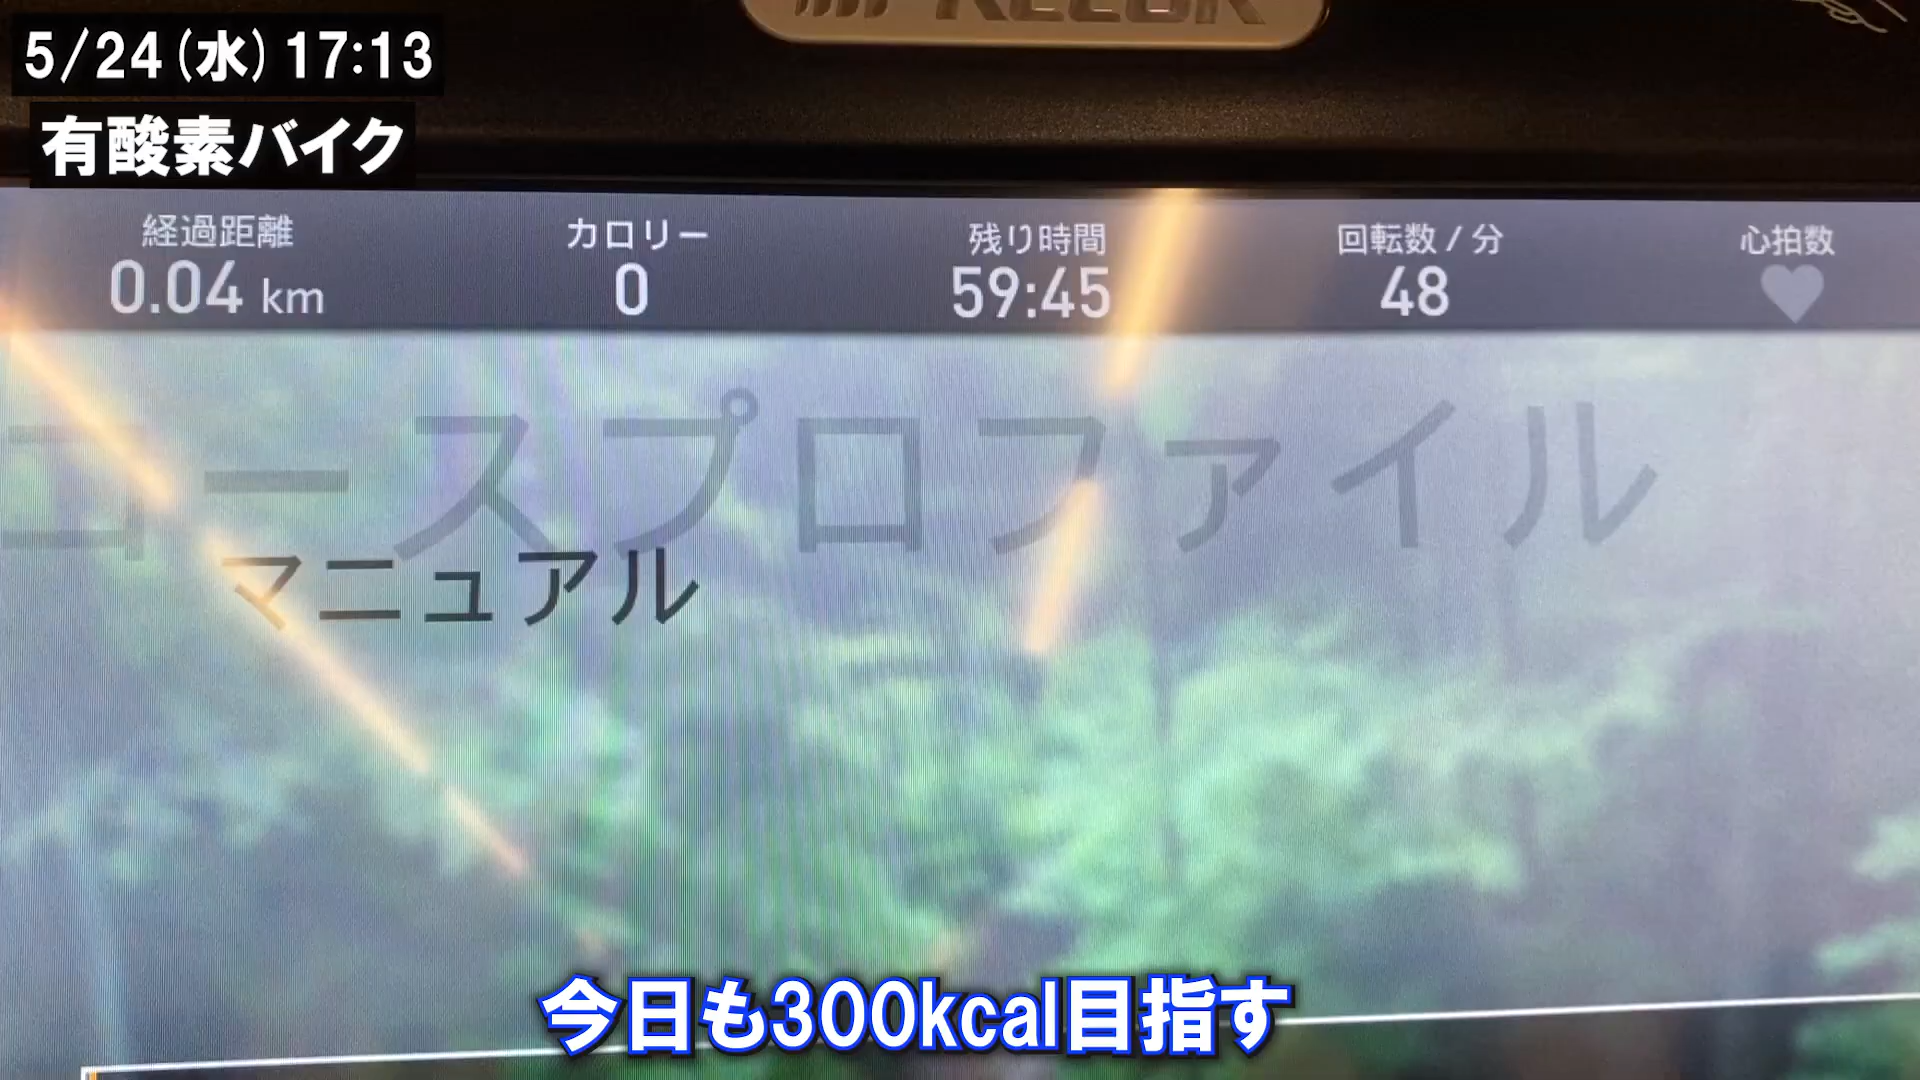 PRECOR
5/24(水)17:13
有酸素バイク
経過距離 カロリー 残り時間 回転数/分 心拍数
0.04 km 0 59:45 48
コースプロファイル
マニュアル
今日も300kcal目指す